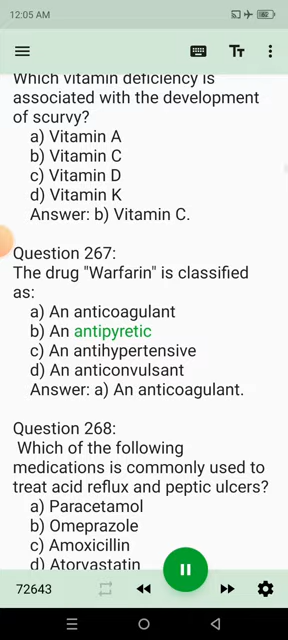 12:05 AM
Which vitamin deficiency is
associated with the development
of scurvy?
a) Vitamin A
b) Vitamin C
c) Vitamin D
d) Vitamin K
Answer: b) Vitamin C.
Question 267:
The drug "Warfarin" is classified
as:
a) An anticoagulant
b) An antipyretic
c) An antihypertensive
d) An anticonvulsant
Answer: a) An anticoagulant.
Question 268:
Which of the following
medications is commonly used to
treat acid reflux and peptic ulcers?
a) Paracetamol
b) Omeprazole
c) Amoxicillin
d) Atorvastatin
72643